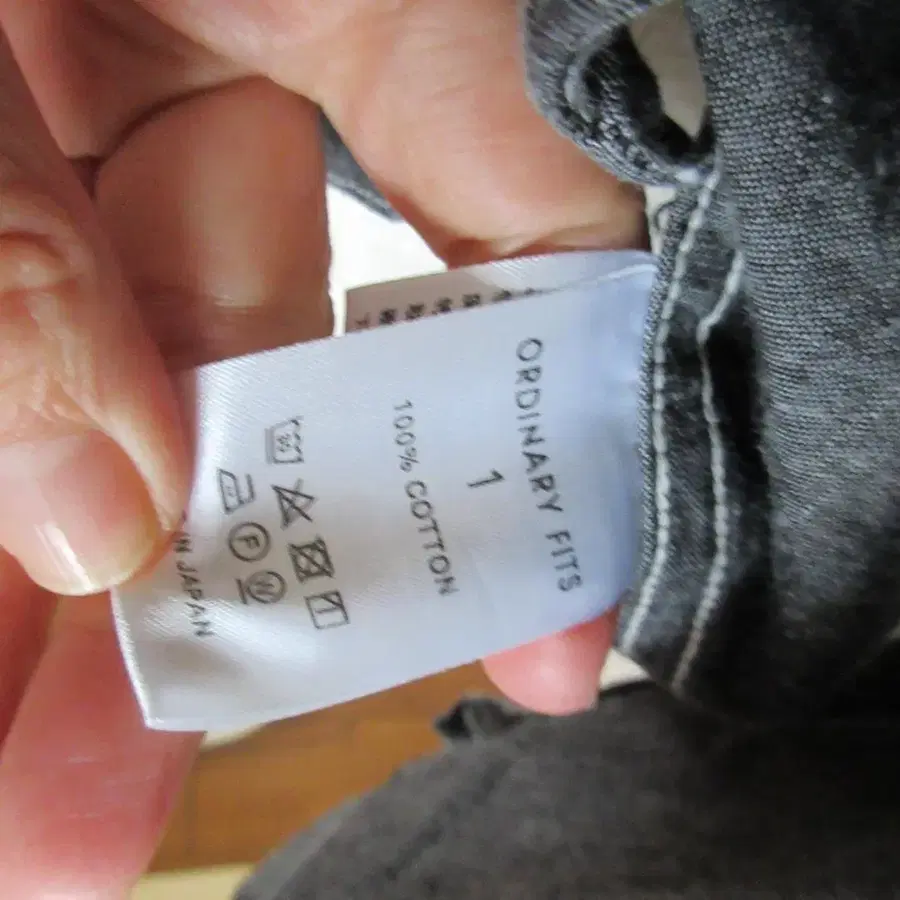 ORDINARY FITS
1
100% COTTON
IN JAPAN